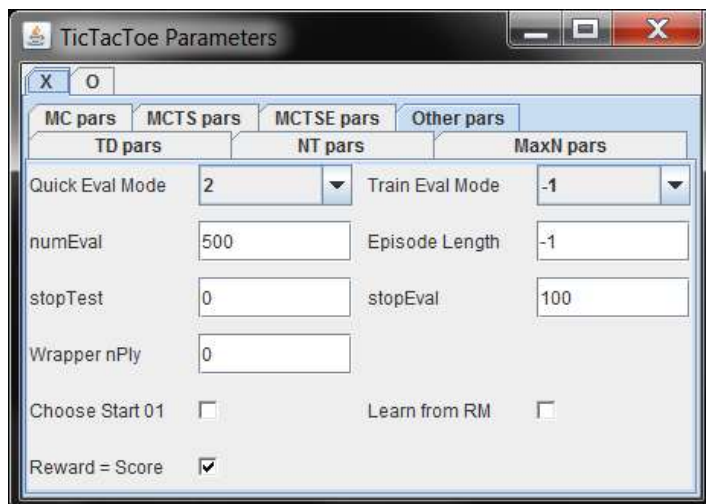 TicTacToe Parameters
X O
MC pars MCTS pars MCTSE pars Other pars
TD pars NT pars MaxN pars
Quick Eval Mode 2 Train Eval Mode -1
numEval 500 Episode Length -1
stopTest 0 stopEval 100
Wrapper nPly 0
Choose Start 01 Learn from RM
Reward = Score